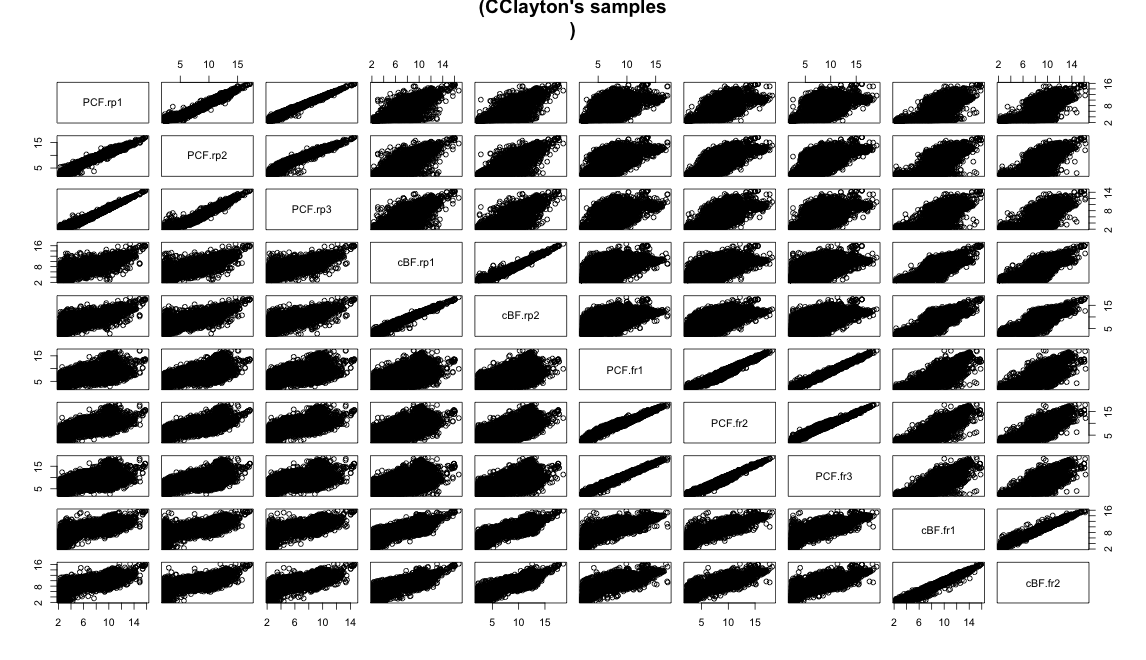 (CClayton's samples
)
5 10 15
2 6 10 14
5 10 15
5 10 15
2 6 10 14
PCF.rp1
2 8 16
5 15
PCF.rp2
PCF.rp3
2 8 14
2 8 16
cBF.rp1
cBF.rp2
5 15
5 15
PCF.fr1
PCF.fr2
5 15
5 15
PCF.fr3
cBF.fr1
2 8 16
2 8 16
cBF.fr2
2 6 10 14
2 6 10 14
5 10 15
5 10 15
2 6 10 14